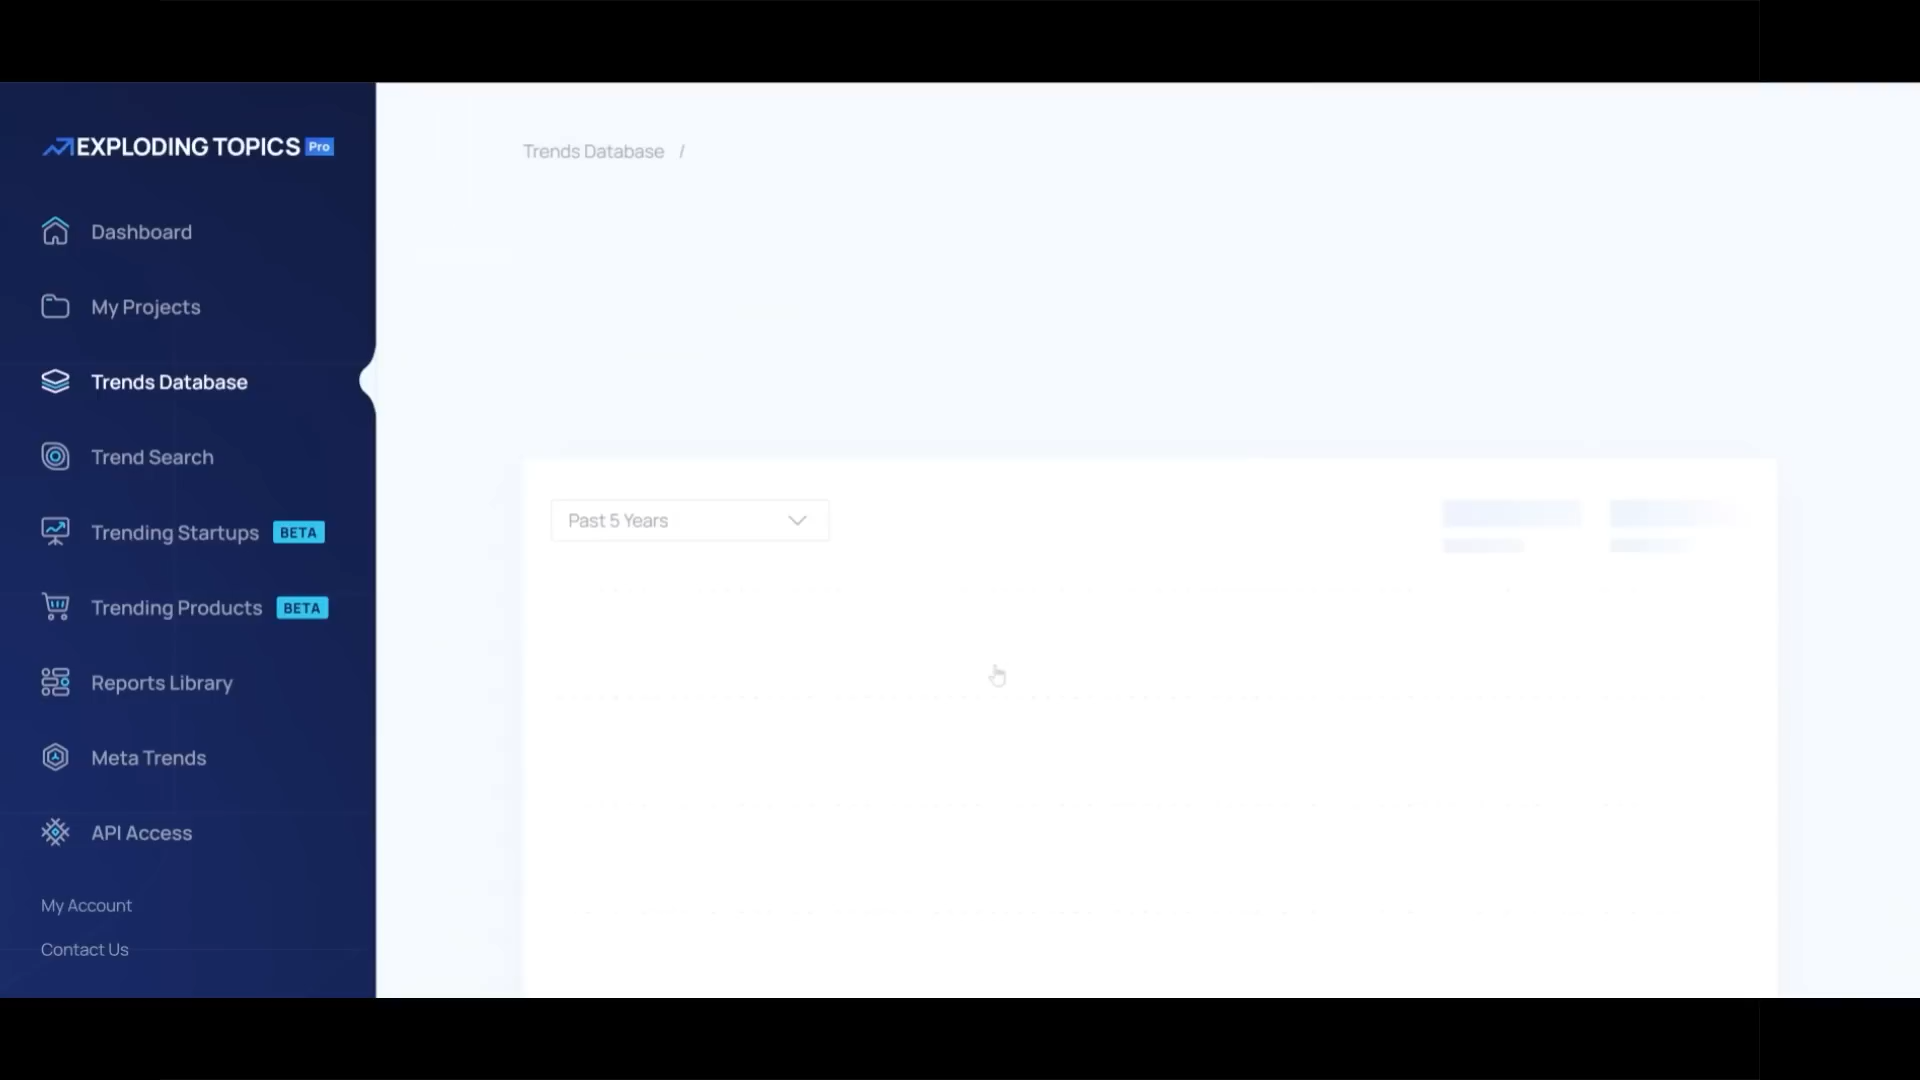 EXPLODING TOPICS Pro
Dashboard
My Projects
Trends Database
Trend Search
Trending Startups BETA
Trending Products BETA
Reports Library
Meta Trends
API Access
My Account
Contact Us
Trends Database /
Past 5 Years